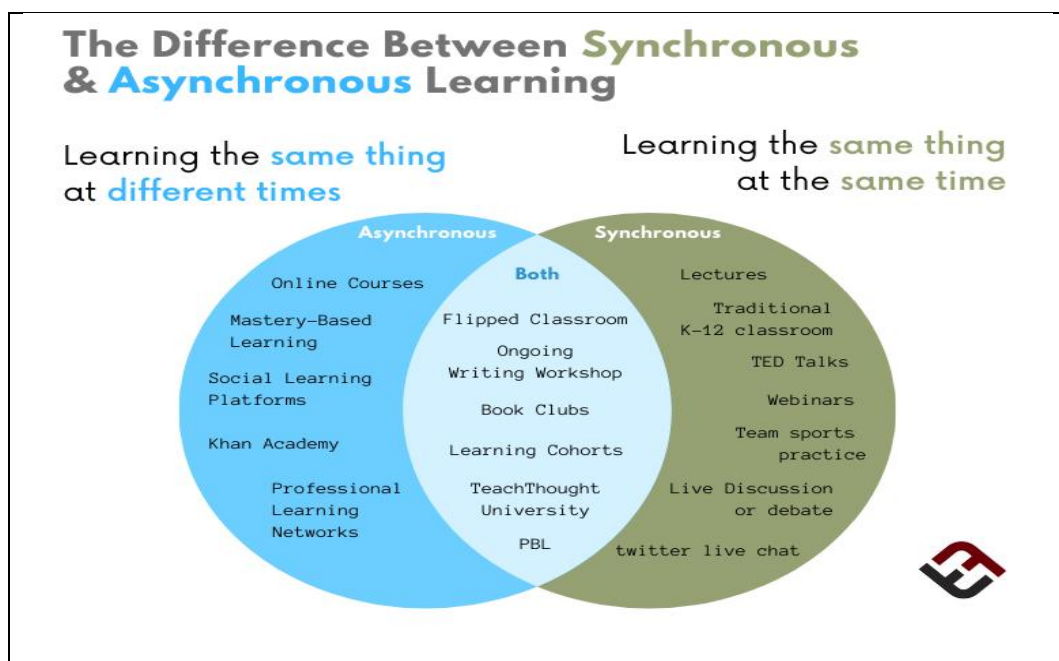 The Difference Between Synchronous
& Asynchronous Learning
Learning the same thing
at different times
Learning the same thing
at the same time
Asynchronous
Online Courses
Mastery-Based
Learning
Social Learning
Platforms
Khan Academy
Professional
Learning
Networks
Both
Flipped Classroom
Ongoing
Writing Workshop
Book Clubs
Learning Cohorts
TeachThought
University
PBL
Synchronous
Lectures
Traditional
K-12 classroom
TED Talks
Webinars
Team sports
practice
Live Discussion
or debate
twitter live chat